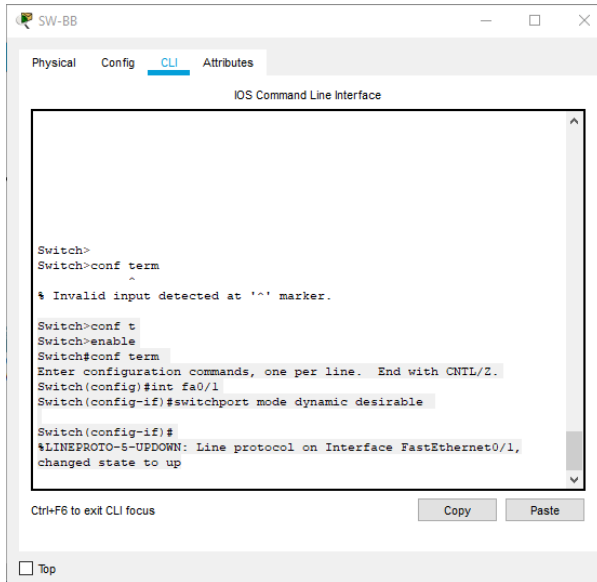 SW-BB
Physical Config CLI Attributes
IOS Command Line Interface
Switch>
Switch>conf term
^
% Invalid input detected at '^' marker.
Switch>conf t
Switch>enable
Switch#conf term
Enter configuration commands, one per line. End with CNTL/Z.
Switch(config)#int fa0/1
Switch(config-if)#switchport mode dynamic desirable
Switch(config-if)#
%LINEPROTO-5-UPDOWN: Line protocol on Interface FastEthernet0/1,
changed state to up
Ctrl+F6 to exit CLI focus
Copy Paste
Top